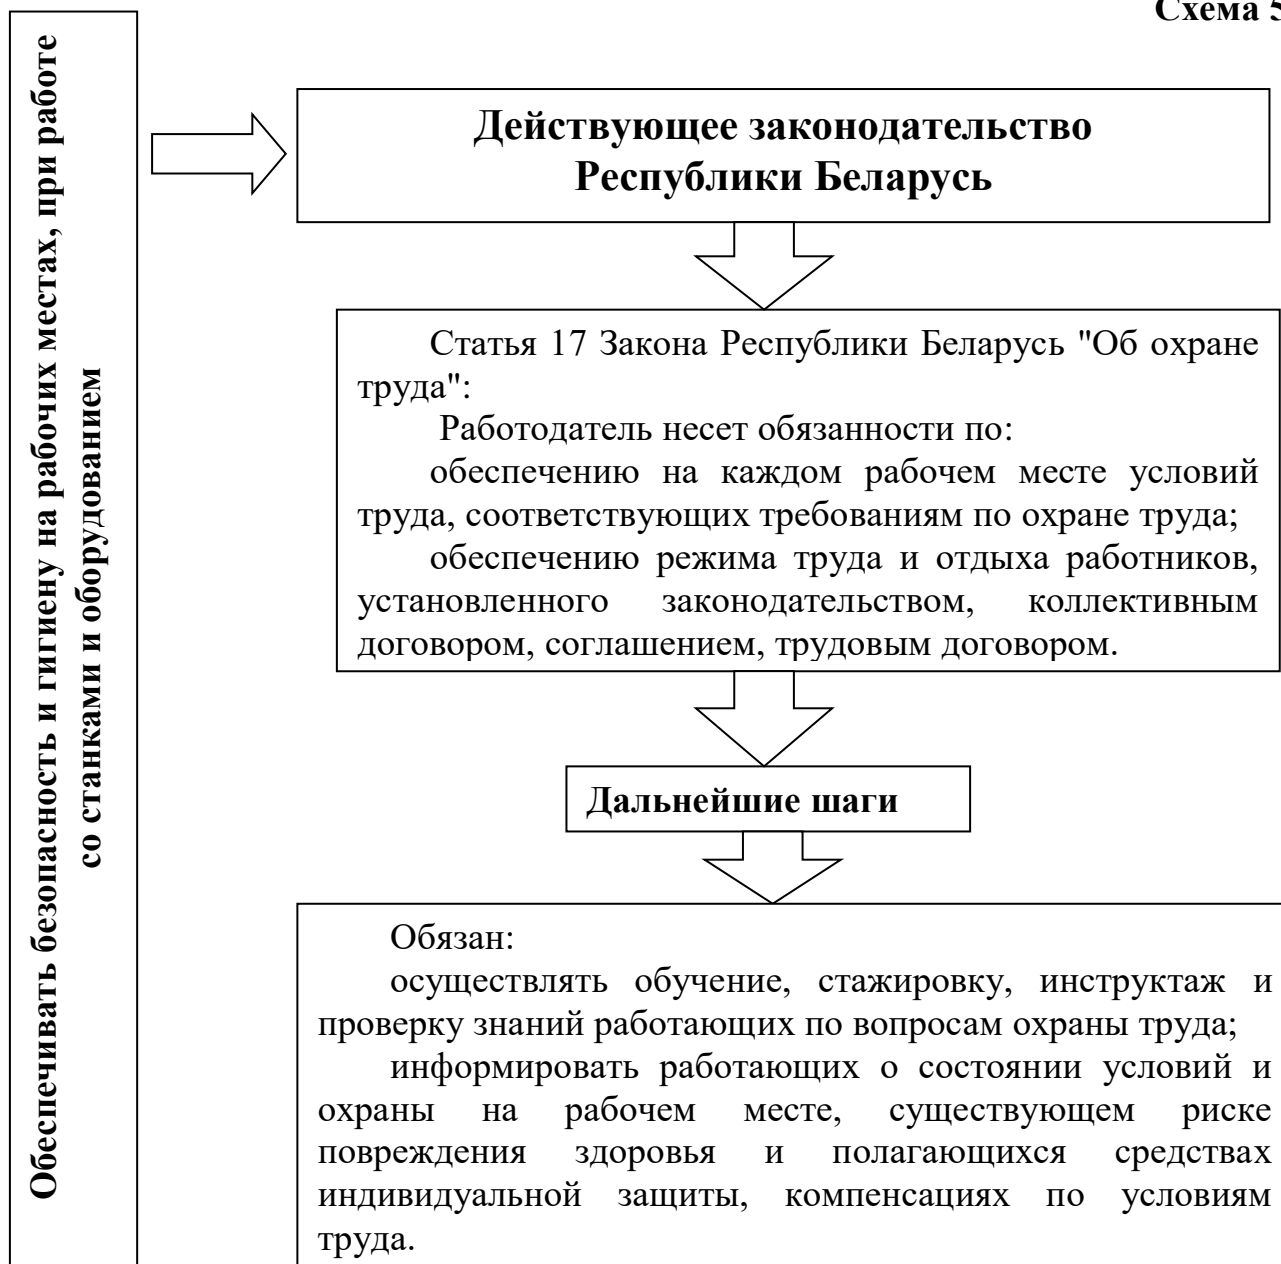 Схема 5
Обеспечивать безопасность и гигиену на рабочих местах, при работе
со станками и оборудованием
Действующее законодательство
Республики Беларусь
Статья 17 Закона Республики Беларусь "Об охране
труда":
Работодатель несет обязанности по:
обеспечению на каждом рабочем месте условий
труда, соответствующих требованиям по охране труда;
обеспечению режима труда и отдыха работников,
установленного законодательством, коллективным
договором, соглашением, трудовым договором.
Дальнейшие шаги
Обязан:
осуществлять обучение, стажировку, инструктаж и
проверку знаний работающих по вопросам охраны труда;
информировать работающих о состоянии условий и
охраны на рабочем месте, существующем риске
повреждения здоровья и полагающихся средствах
индивидуальной защиты, компенсациях по условиям
труда.